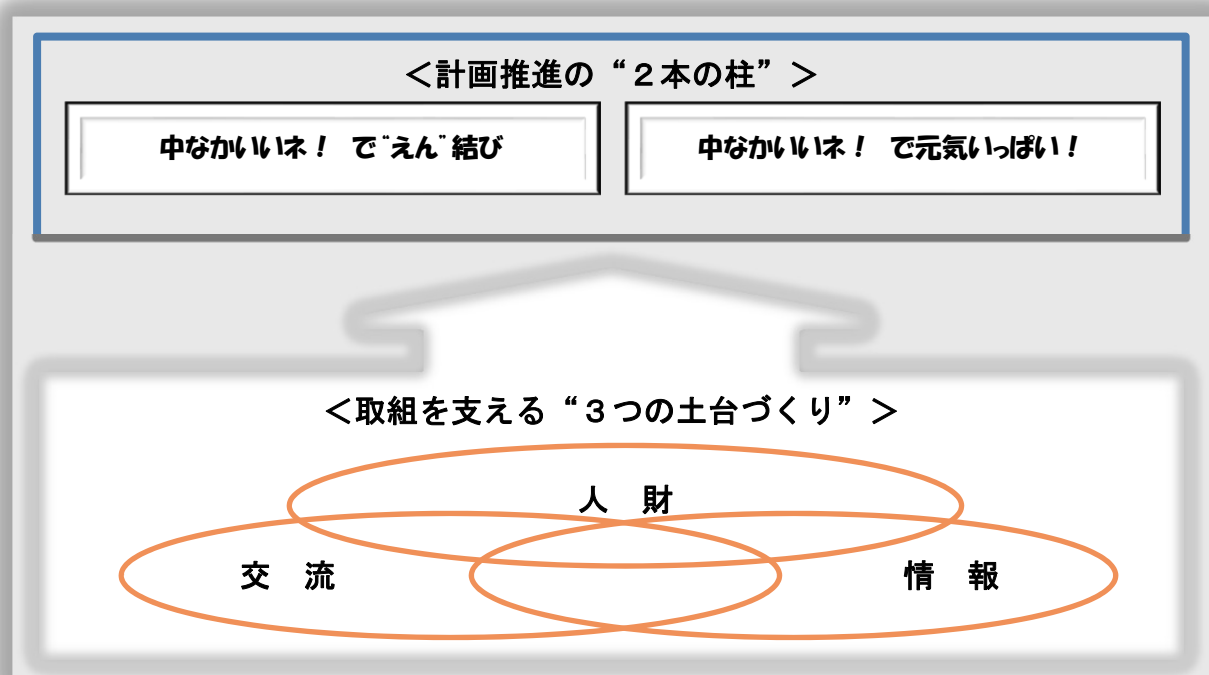 ＜計画推進の“２本の柱”＞
中なかいいネ！ で“えん”結び
中なかいいネ！ で元気いっぱい！
＜取組を支える“３つの土台づくり”＞
人 財
交 流
情 報